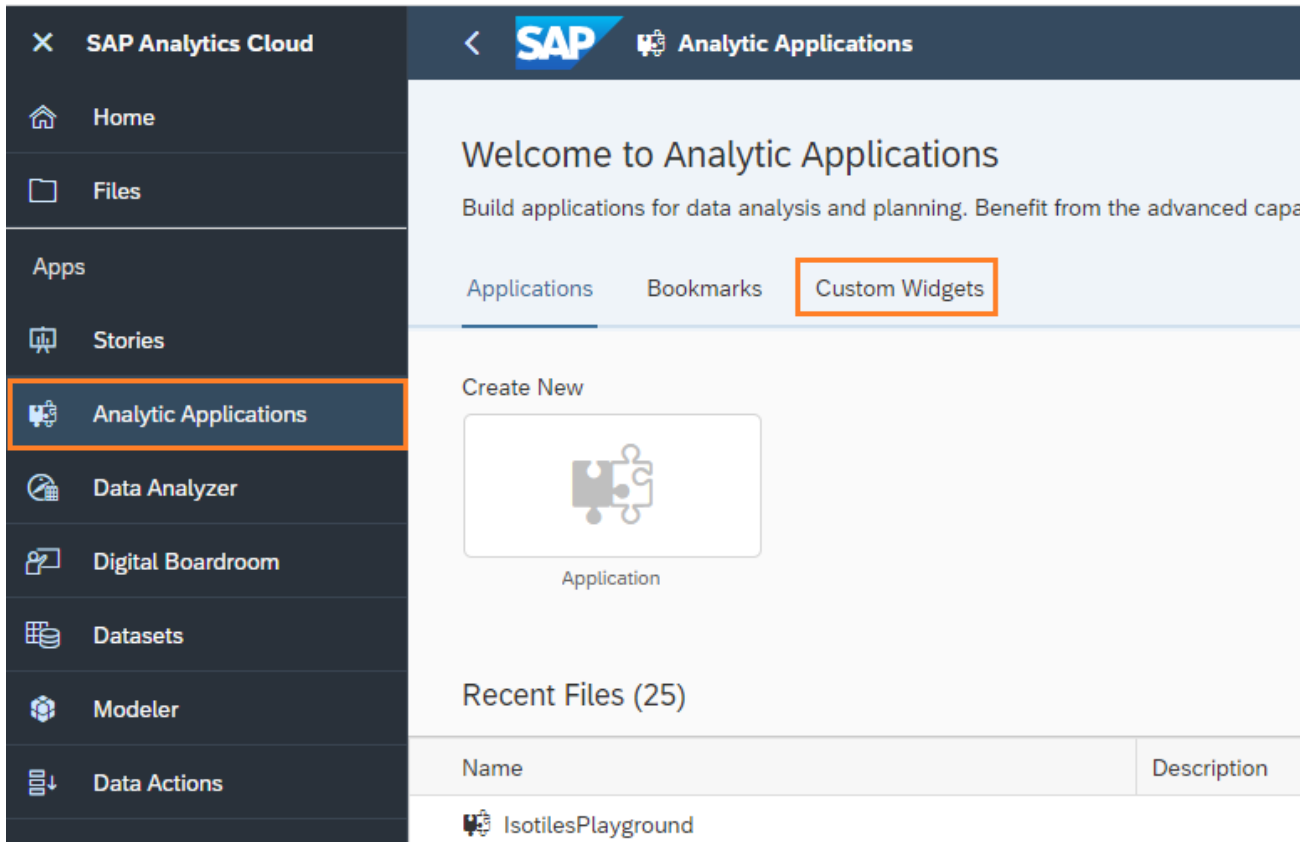 SAP Analytics Cloud
Home
Files
Apps
Stories
Analytic Applications
Data Analyzer
Digital Boardroom
Datasets
Modeler
Data Actions
SAP Analytic Applications
Welcome to Analytic Applications
Build applications for data analysis and planning. Benefit from the advanced capa
Applications Bookmarks Custom Widgets
Create New
Application
Recent Files (25)
Name Description
IsotilesPlayground